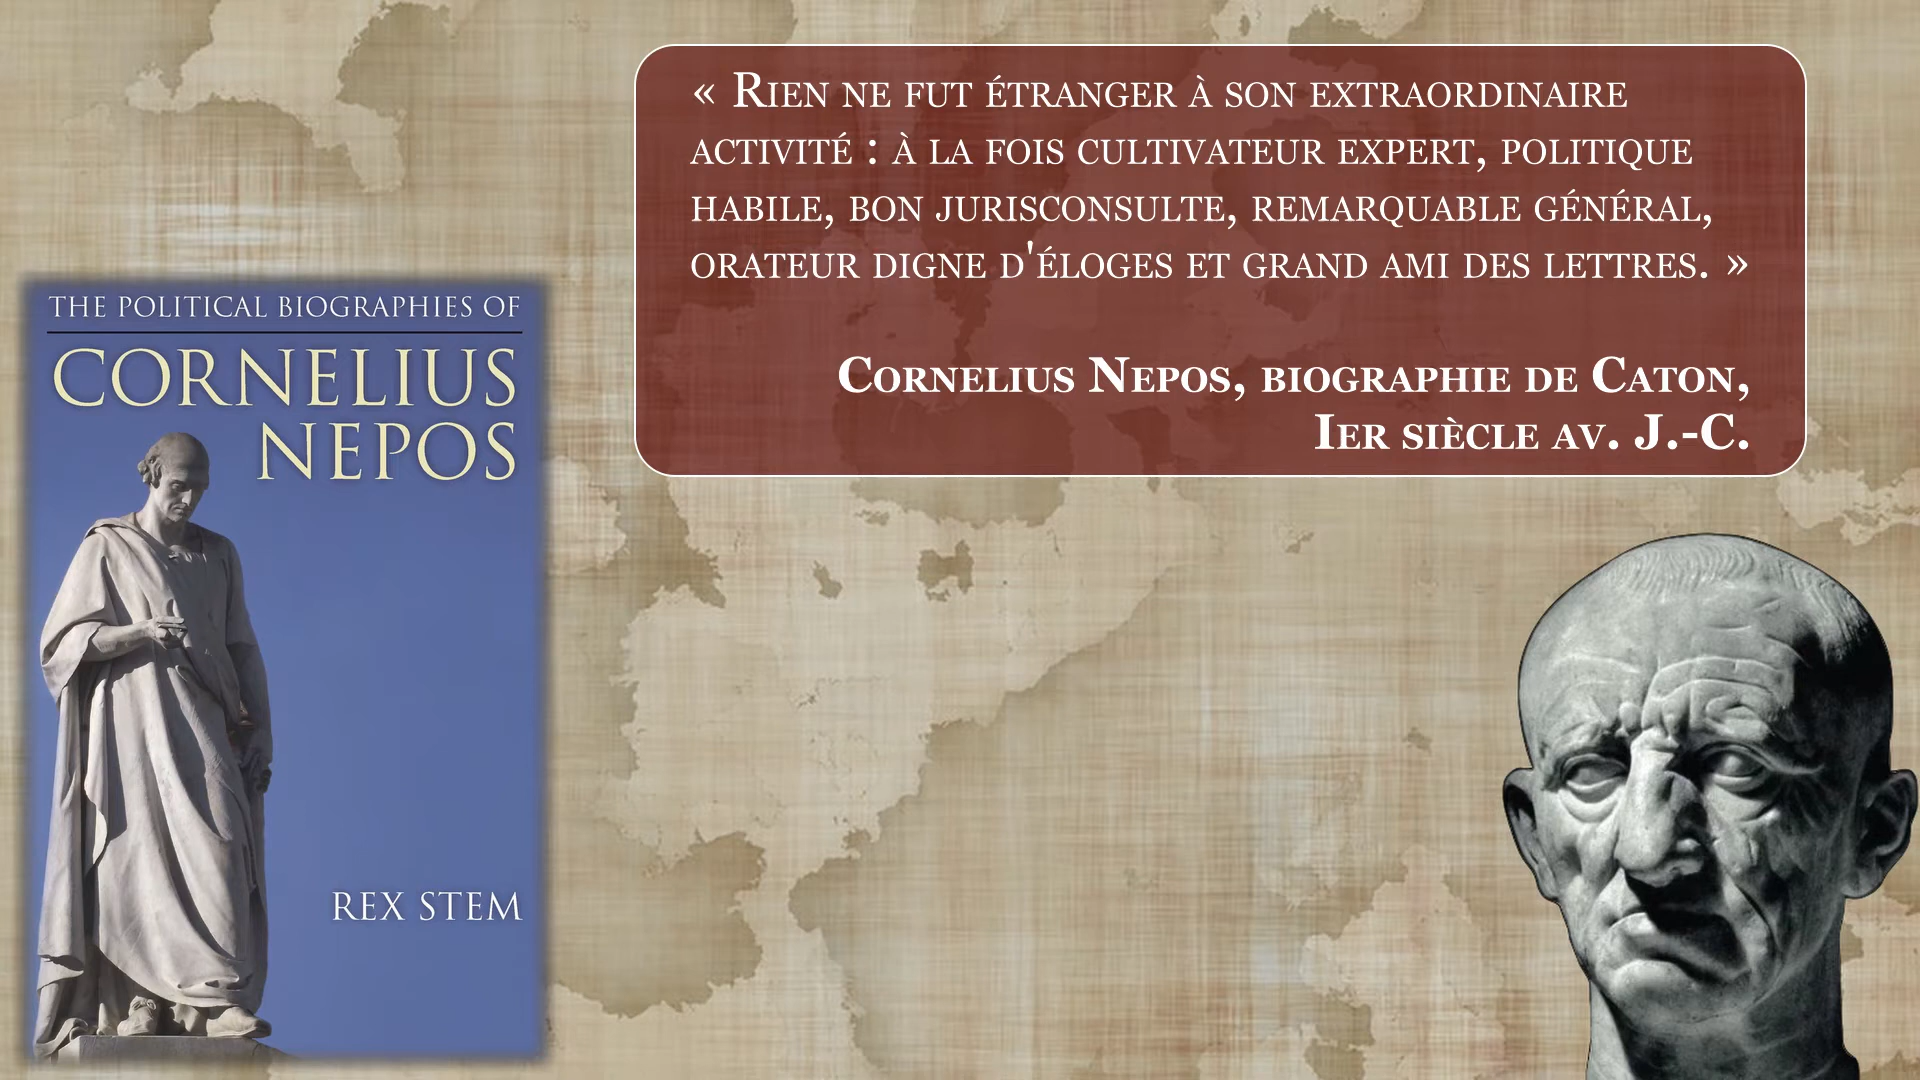 « Rien ne fut étranger à son extraordinaire
activité : à la fois cultivateur expert, politique
habile, bon jurisconsulte, remarquable général,
orateur digne d'éloges et grand ami des lettres. »
Cornelius Nepos, biographie de Caton,
Ier siècle av. J.-C.
THE POLITICAL BIOGRAPHIES OF
CORNELIUS
NEPOS
REX STEM